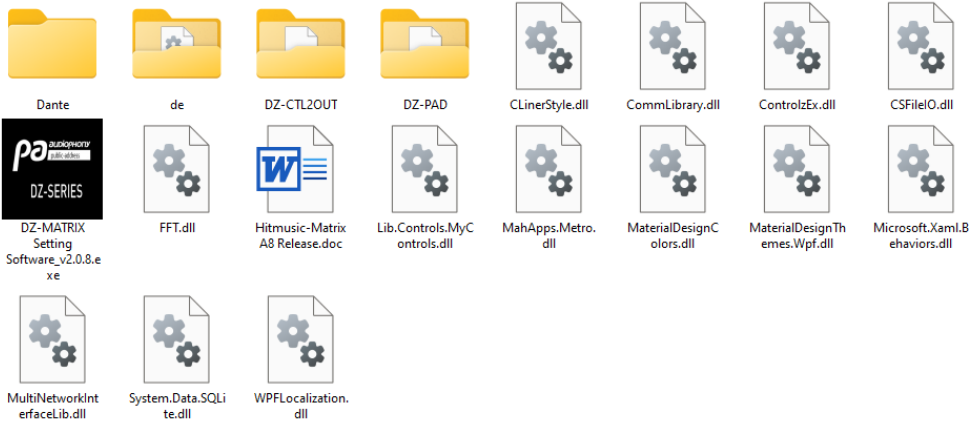 Dante
de
DZ-CTL2OUT
DZ-PAD
CLinerStyle.dll
CommLibrary.dll
ControlzEx.dll
CSFileIO.dll
pa audiophony
public address
DZ-SERIES
DZ-MATRIX
Setting
Software_v2.0.8.e
xe
FFT.dll
W
Hitmusic-Matrix
A8 Release.doc
Lib.Controls.MyC
ontrols.dll
MahApps.Metro.
dll
MaterialDesignC
olors.dll
MaterialDesignTh
emes.Wpf.dll
Microsoft.Xaml.B
ehaviors.dll
MultiNetworkInt
erfaceLib.dll
System.Data.SQLi
te.dll
WPFLocalization.
dll